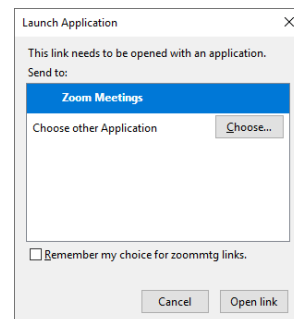 Launch Application
This link needs to be opened with an application.
Send to:
Zoom Meetings
Choose other Application
Choose...
Remember my choice for zoommtg links.
Cancel
Open link